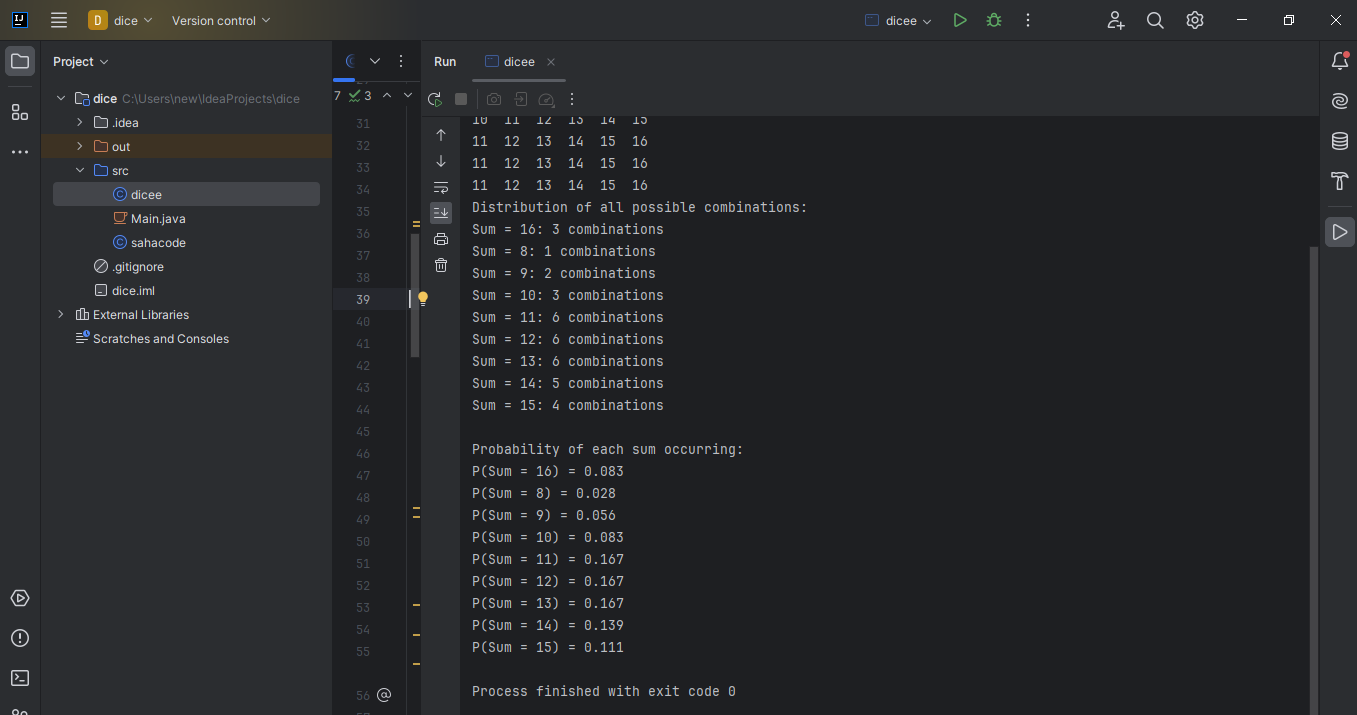 D dice Version control dicee
Project
dice C:\Users\new\IdeaProjects\dice
.idea
out
src
dicee
Main.java
sahacode
.gitignore
dice.iml
External Libraries
Scratches and Consoles
7 3
31
32
33
34
35
36
37
38
39
40
41
42
43
44
45
46
47
48
49
50
51
52
53
54
55
56
Run dicee
10 11 12 13 14 15
11 12 13 14 15 16
11 12 13 14 15 16
11 12 13 14 15 16
Distribution of all possible combinations:
Sum = 16: 3 combinations
Sum = 8: 1 combinations
Sum = 9: 2 combinations
Sum = 10: 3 combinations
Sum = 11: 6 combinations
Sum = 12: 6 combinations
Sum = 13: 6 combinations
Sum = 14: 5 combinations
Sum = 15: 4 combinations
Probability of each sum occurring:
P(Sum = 16) = 0.083
P(Sum = 8) = 0.028
P(Sum = 9) = 0.056
P(Sum = 10) = 0.083
P(Sum = 11) = 0.167
P(Sum = 12) = 0.167
P(Sum = 13) = 0.167
P(Sum = 14) = 0.139
P(Sum = 15) = 0.111
Process finished with exit code 0